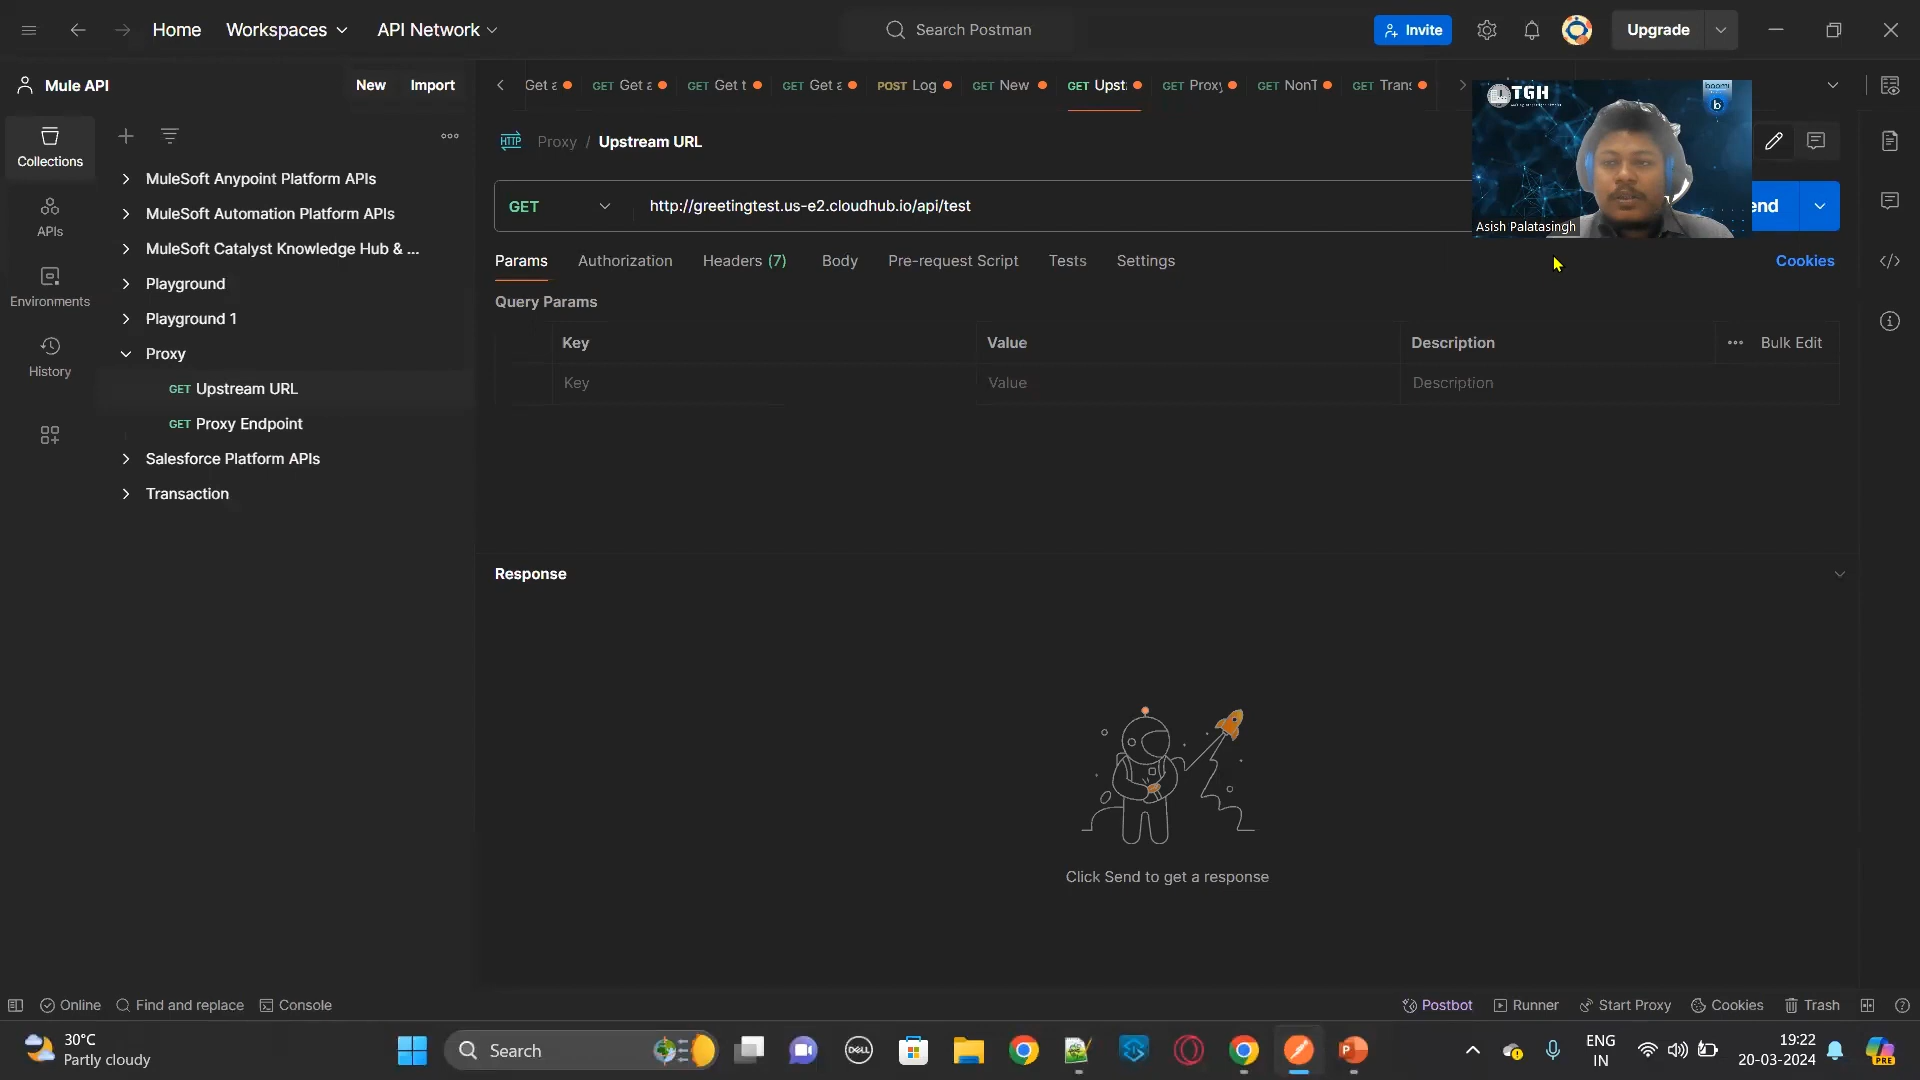 Home
Workspaces
API Network
Search Postman
Invite
Upgrade
Mule API
New
Import
Get a
GET Get a
GET Get t
GET Get a
POST Log
GET New
GET Upst
GET Proxy
GET NonT
GET Trans
Collections
APIs
Environments
History
MuleSoft Anypoint Platform APIs
MuleSoft Automation Platform APIs
MuleSoft Catalyst Knowledge Hub & ...
Playground
Playground 1
Proxy
GET Upstream URL
GET Proxy Endpoint
Salesforce Platform APIs
Transaction
HTTP
Proxy / Upstream URL
GET
http://greetingtest.us-e2.cloudhub.io/api/test
end
TGH
boomi
b
Asish Palatasingh
Params
Authorization
Headers (7)
Body
Pre-request Script
Tests
Settings
Cookies
Query Params
Key
Value
Description
Bulk Edit
Key
Value
Description
Response
Click Send to get a response
Online
Find and replace
Console
Postbot
Runner
Start Proxy
Cookies
Trash
30°C
Partly cloudy
Search
DELL
ENG
IN
19:22
20-03-2024
PRE